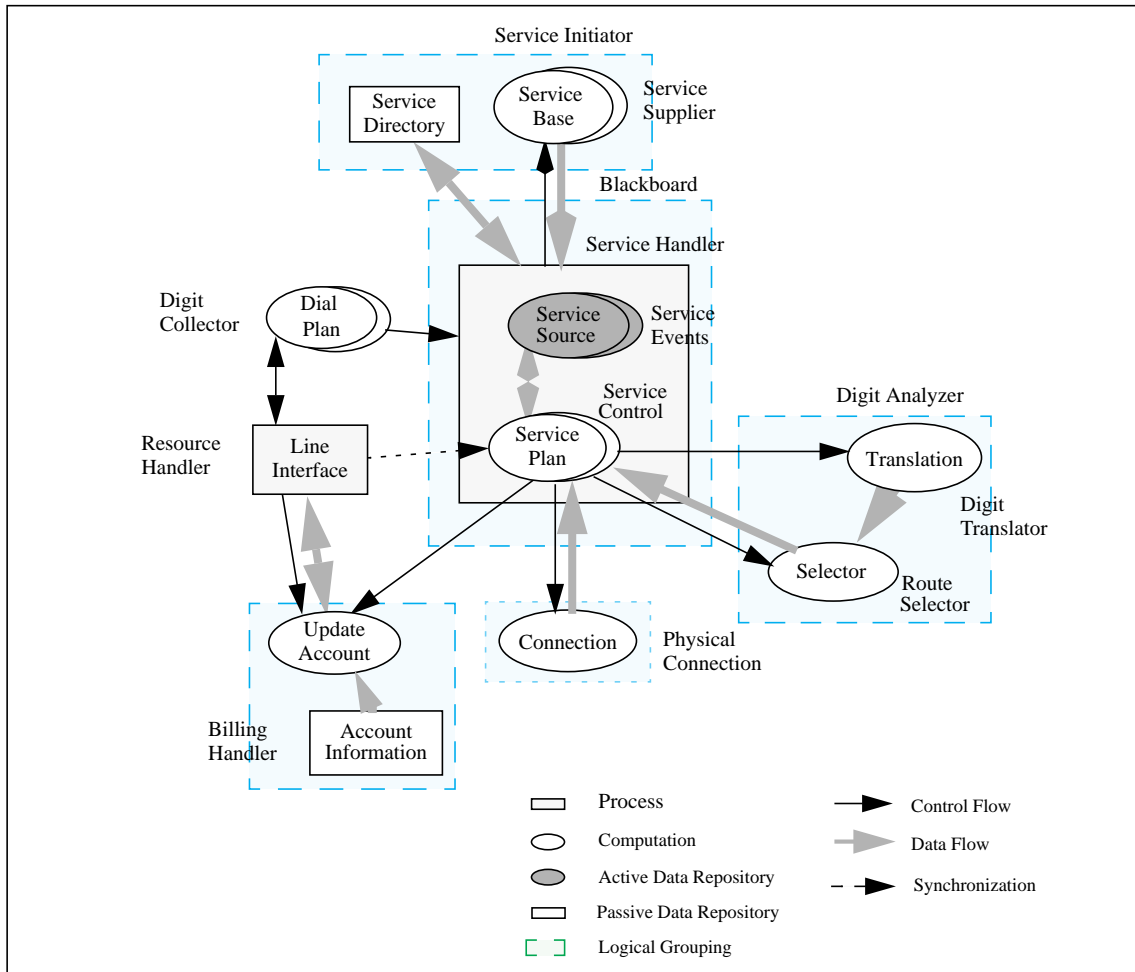 Service Initiator
Service
Directory
Service
Base
Service
Supplier
Blackboard
Service Handler
Digit
Collector
Dial
Plan
Service
Source
Service
Events
Service
Control
Digit Analyzer
Resource
Handler
Line
Interface
Service
Plan
Translation
Digit
Translator
Selector
Route
Selector
Update
Account
Connection
Physical
Connection
Billing
Handler
Account
Information
Process
Control Flow
Computation
Data Flow
Active Data Repository
Synchronization
Passive Data Repository
Logical Grouping